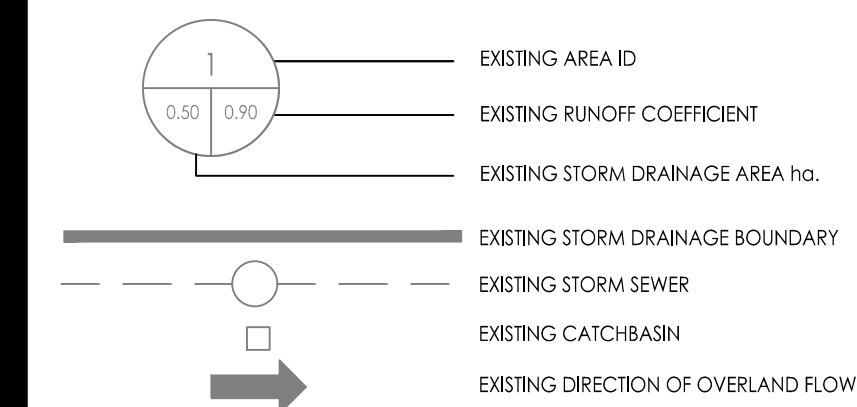 1
EXISTING AREA ID
0.50 0.90
EXISTING RUNOFF COEFFICIENT
EXISTING STORM DRAINAGE AREA ha.
EXISTING STORM DRAINAGE BOUNDARY
EXISTING STORM SEWER
EXISTING CATCHBASIN
EXISTING DIRECTION OF OVERLAND FLOW